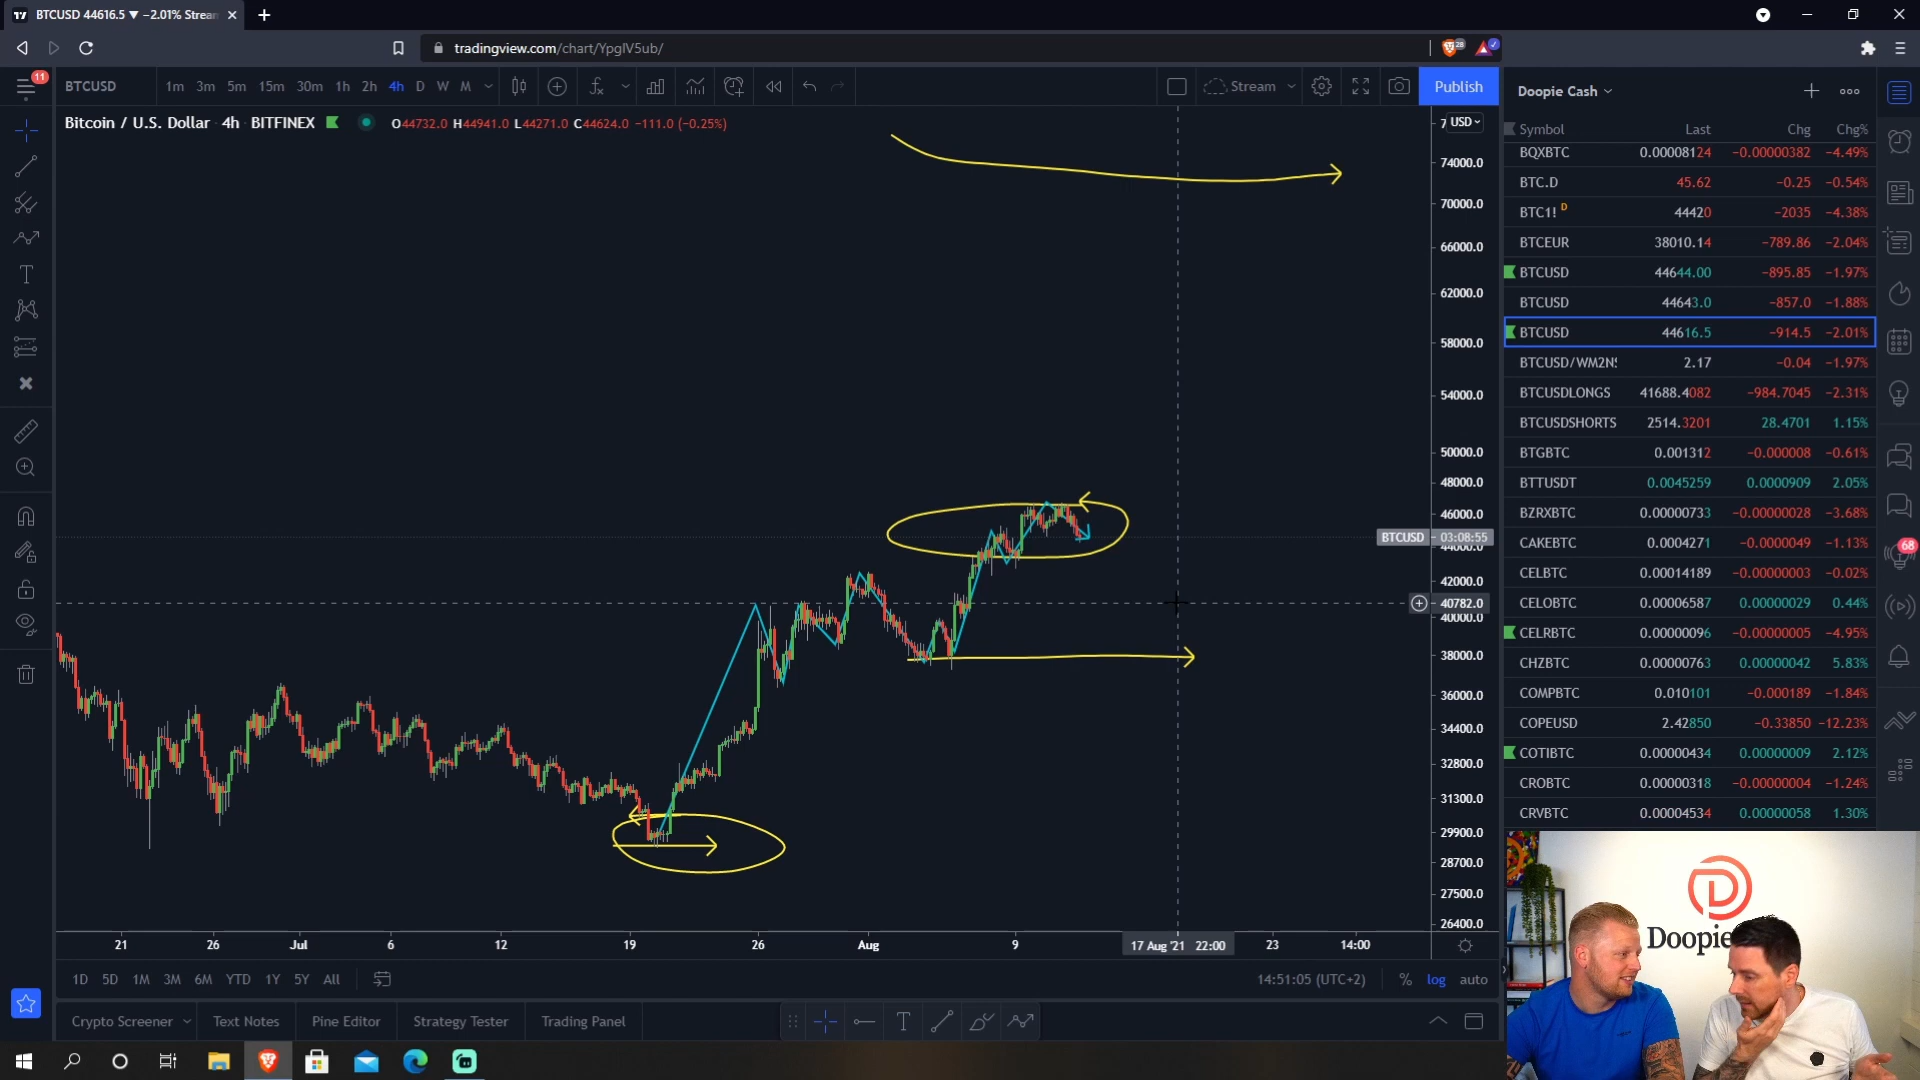 BTCUSD 44616.5 ▼ −2.01% Strea
tradingview.com/chart/YpglV5ub/
28
11
BTCUSD 1m 3m 5m 15m 30m 1h 2h 4h D W M Stream Publish
Bitcoin / U.S. Dollar 4h BITFINEX O44732.0 H44941.0 L44271.0 C44624.0 −111.0 (−0.25%)
USD
74000.0
70000.0
66000.0
62000.0
58000.0
54000.0
50000.0
48000.0
46000.0
BTCUSD 03:08:55
44000.0
42000.0
40782.0
40000.0
38000.0
36000.0
34400.0
32800.0
31300.0
29900.0
28700.0
27500.0
26400.0
21 26 Jul 6 12 19 26 Aug 9 17 Aug '21 22:00 23 14:00
1D 5D 1M 3M 6M YTD 1Y 5Y All 14:51:05 (UTC+2) % log auto
Crypto Screener Text Notes Pine Editor Strategy Tester Trading Panel
Doopie Cash
Symbol Last Chg Chg%
BQXBTC 0.00008124 −0.00000382 −4.49%
BTC.D 45.62 −0.25 −0.54%
BTC1! D 44420 −2035 −4.38%
BTCEUR 38010.14 −789.86 −2.04%
BTCUSD 44644.00 −895.85 −1.97%
BTCUSD 44643.0 −857.0 −1.88%
BTCUSD 44616.5 −914.5 −2.01%
BTCUSD/WM2NS 2.17 −0.04 −1.97%
BTCUSDLONGS 41688.4082 −984.7045 −2.31%
BTCUSDSHORTS 2514.3201 28.4701 1.15%
BTGBTC 0.001312 −0.000008 −0.61%
BTTUSDT 0.0045259 0.0000909 2.05%
BZRXBTC 0.00000733 −0.00000028 −3.68%
CAKEBTC 0.0004271 −0.0000049 −1.13%
CELBTC 0.00014189 −0.00000003 −0.02%
CELOBTC 0.00006587 0.00000029 0.44%
CELRBTC 0.00000096 −0.00000005 −4.95%
CHZBTC 0.00000763 0.00000042 5.83%
COMPBTC 0.010101 −0.000189 −1.84%
COPEUSD 2.42850 −0.33850 −12.23%
COTIBTC 0.00000434 0.00000009 2.12%
CROBTC 0.00000318 −0.00000004 −1.24%
CRVBTC 0.00004534 0.00000058 1.30%
68
Doopie